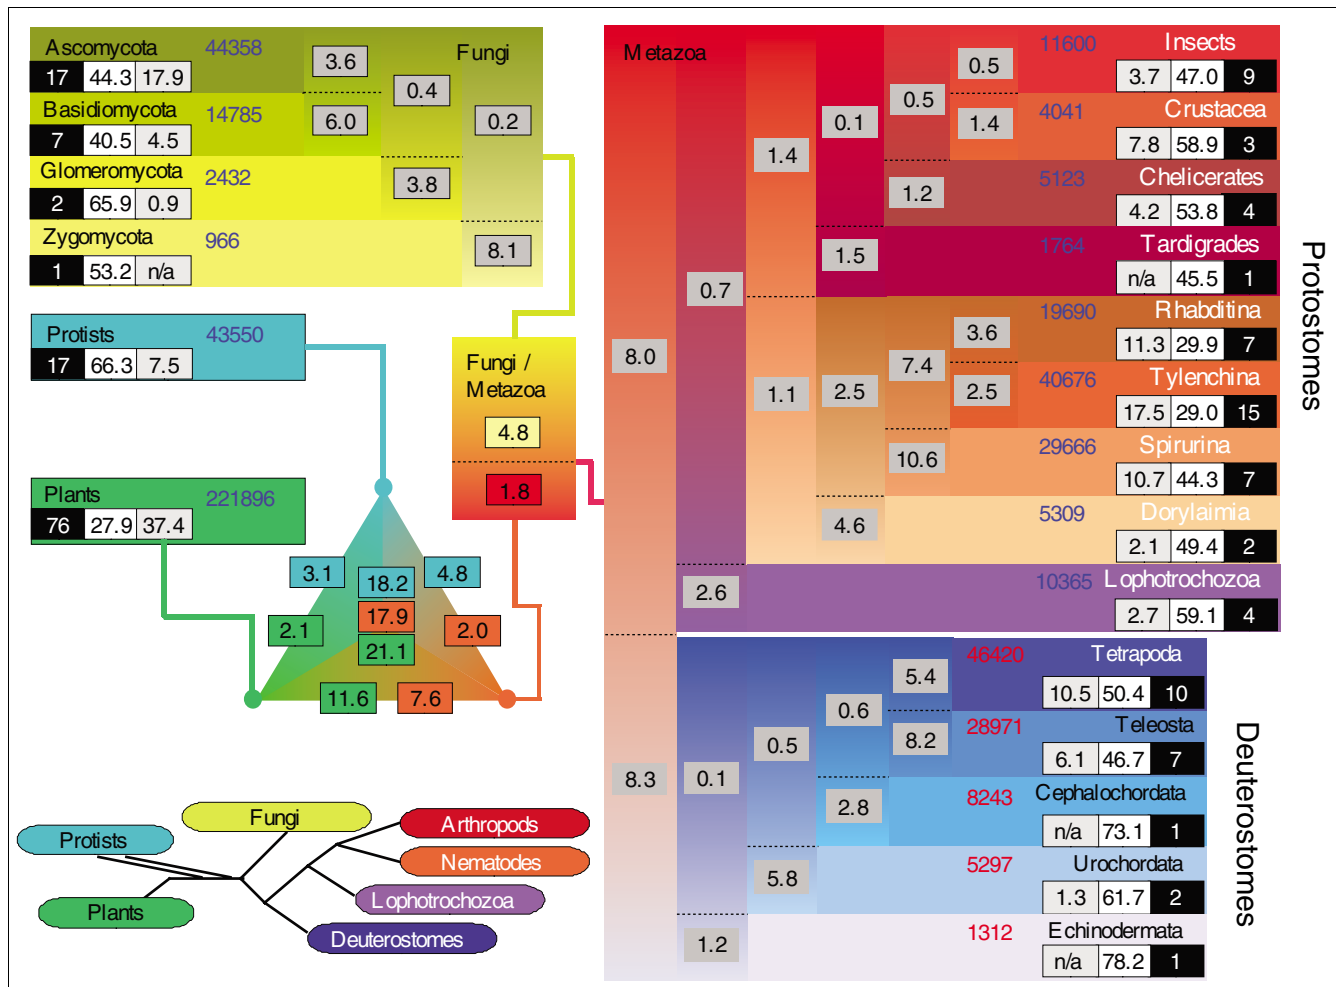 Ascomycota 44358
17 44.3 17.9
Basidiomycota 14785
7 40.5 4.5
Glomeromycota 2432
2 65.9 0.9
Zygomycota 966
1 53.2 n/a
Fungi
3.6
6.0
0.4
3.8
0.2
8.1
Protists 43550
17 66.3 7.5
Plants 221896
76 27.9 37.4
Fungi /
Metazoa
4.8
1.8
3.1 18.2 4.8
17.9
2.1 2.0
21.1
11.6 7.6
Fungi
Protists
Plants
Arthropods
Nematodes
Lophotrochozoa
Deuterostomes
Metazoa
8.0
8.3
0.7
2.6
1.4
1.1
0.1
1.5
2.5
4.6
0.5
1.2
7.4
10.6
0.5
1.4
3.6
2.5
11600 Insects
3.7 47.0 9
4041 Crustacea
7.8 58.9 3
5123 Chelicerates
4.2 53.8 4
1764 Tardigrades
n/a 45.5 1
19690 Rhabditina
11.3 29.9 7
40676 Tylenchina
17.5 29.0 15
29666 Spirurina
10.7 44.3 7
5309 Dorylaimia
2.1 49.4 2
10365 Lophotrochozoa
2.7 59.1 4
Protostomes
0.1
1.2
0.5
5.8
0.6
2.8
5.4
8.2
46420 Tetrapoda
10.5 50.4 10
28971 Teleosta
6.1 46.7 7
8243 Cephalochordata
n/a 73.1 1
5297 Urochordata
1.3 61.7 2
1312 Echinodermata
n/a 78.2 1
Deuterostomes